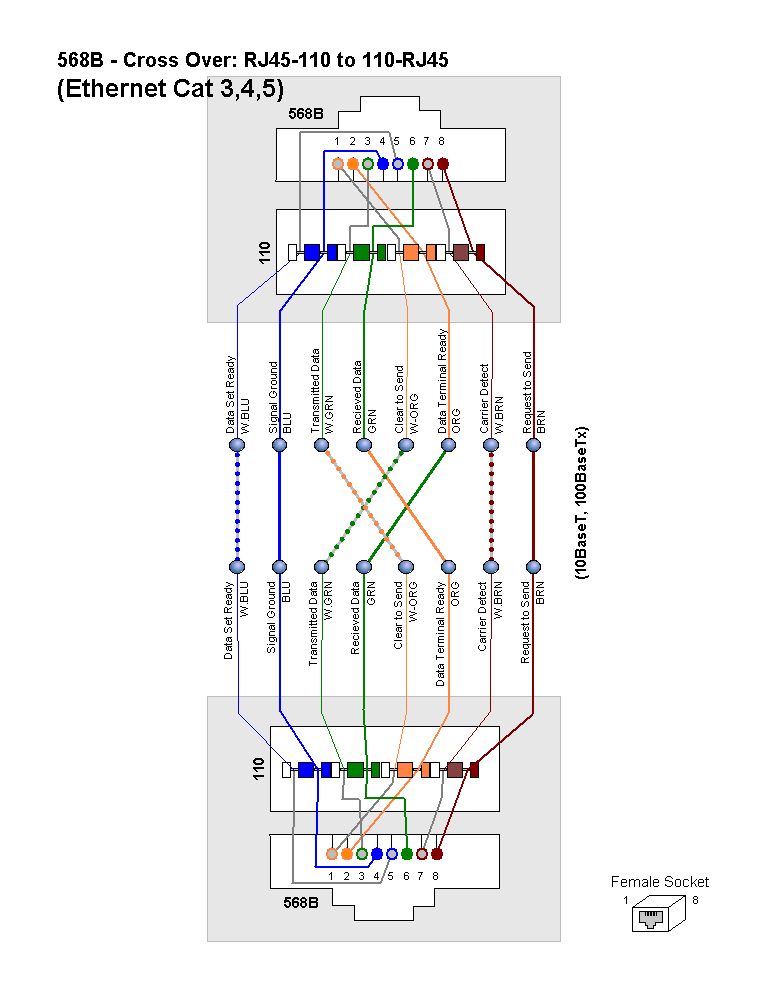 568B - Cross Over: RJ45-110 to 110-RJ45
(Ethernet Cat 3,4,5)
568B
1 2 3 4 5 6 7 8
110
Data Set Ready
W.BLU
Signal Ground
BLU
Transmitted Data
W.GRN
Recieved Data
GRN
Clear to Send
W-ORG
Data Terminal Ready
ORG
Carrier Detect
W.BRN
Request to Send
BRN
(10BaseT, 100BaseTx)
Data Set Ready
W.BLU
Signal Ground
BLU
Transmitted Data
W.GRN
Recieved Data
GRN
Clear to Send
W-ORG
Data Terminal Ready
ORG
Carrier Detect
W.BRN
Request to Send
BRN
110
1 2 3 4 5 6 7 8
568B
Female Socket
1 8